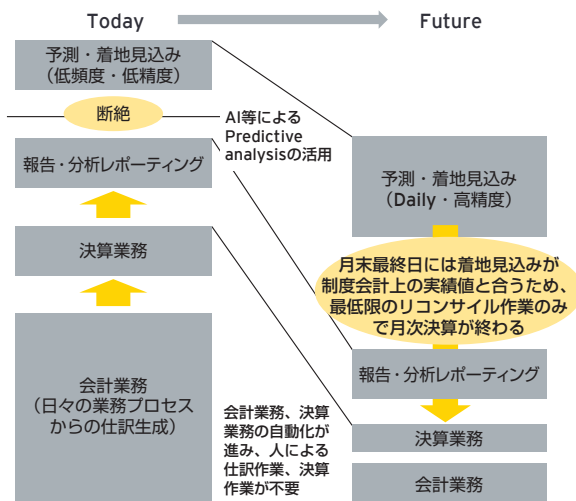 Today
Future
予測・着地見込み
（低頻度・低精度）
断絶
報告・分析レポーティング
決算業務
会計業務
（日々の業務プロセス
からの仕訳生成）
AI等による
Predictive
analysisの活用
会計業務、決算
業務の自動化が
進み、人による
仕訳作業、決算
作業が不要
予測・着地見込み
（Daily・高精度）
月末最終日には着地見込みが
制度会計上の実績値と合うため、
最低限のリコンサイル作業のみ
で月次決算が終わる
報告・分析レポーティング
決算業務
会計業務